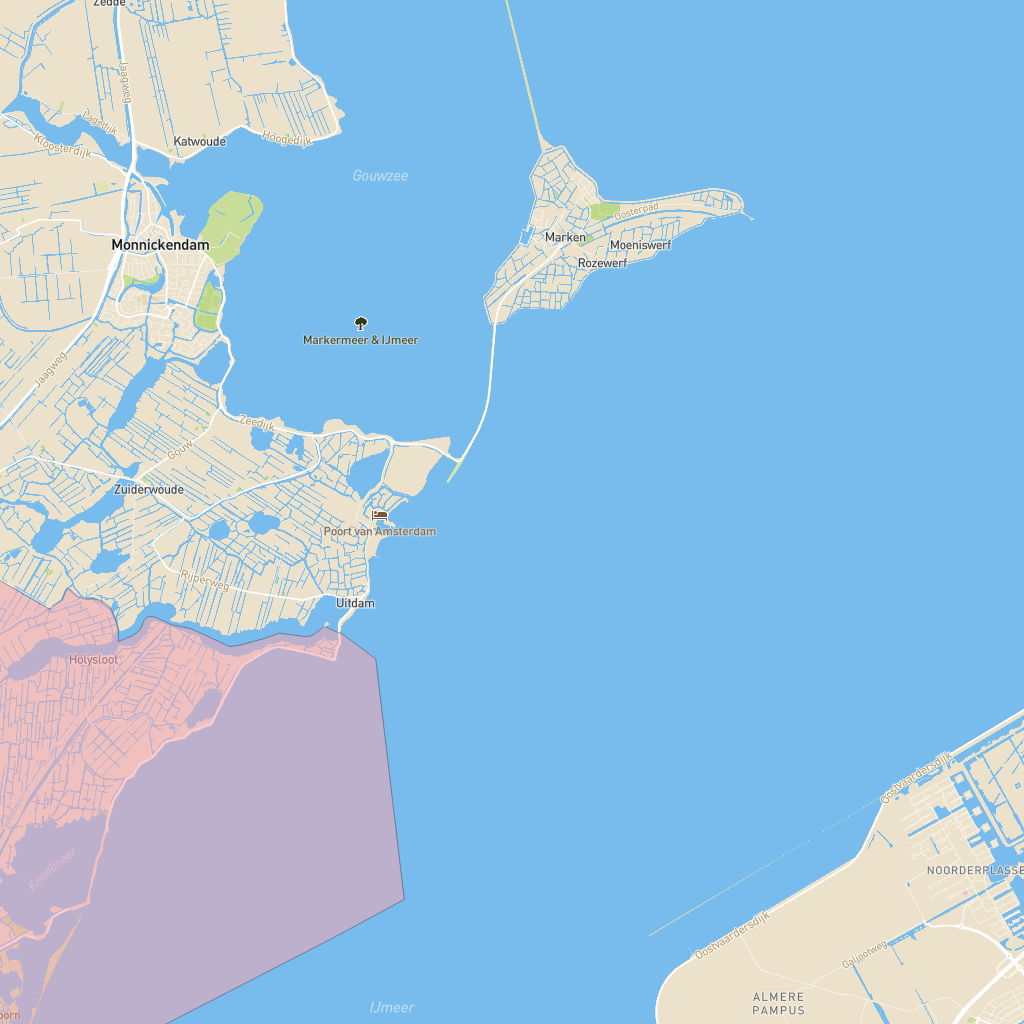 Zedde
Jaagweg
Lagedijk
Kloosterdijk
Katwoude
Hoogedijk
Gouwzee
Oosterpad
Marken
Moeniswerf
Rozewerf
Monnickendam
Markermeer & IJmeer
Jaagweg
Zeedijk
Gouw
Zuiderwoude
Poort van Amsterdam
Rijperweg
Uitdam
Holysloot
Oostvaardersdijk
Kinselmeer
NOORDERPLASSE
Oostvaardersdijk
Galjootweg
ALMERE
PAMPUS
IJmeer
oorn